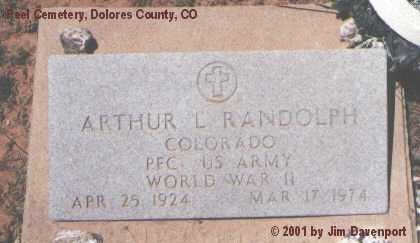 Peel Cemetery, Dolores County, CO
ARTHUR L RANDOLPH
COLORADO
PFC US ARMY
WORLD WAR II
APR 25 1924 MAR 17 1974
© 2001 by Jim Davenport